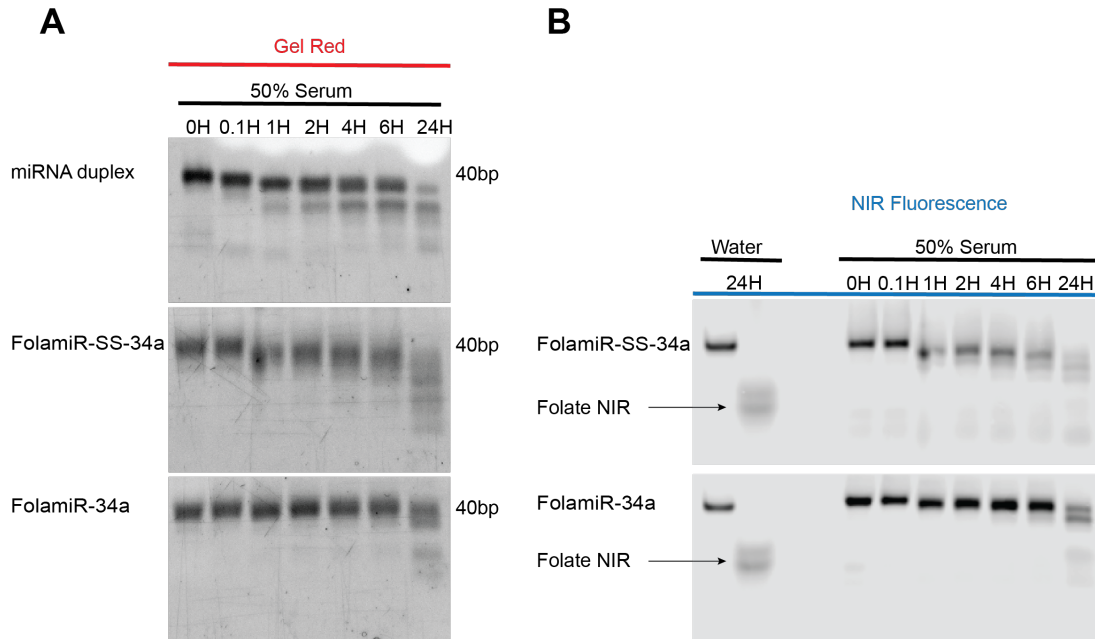 A
Gel Red
50% Serum
0H 0.1H 1H 2H 4H 6H 24H
miRNA duplex
40bp
FolamiR-SS-34a
40bp
FolamiR-34a
40bp
B
NIR Fluorescence
Water
50% Serum
24H
0H 0.1H 1H 2H 4H 6H 24H
FolamiR-SS-34a
Folate NIR
FolamiR-34a
Folate NIR